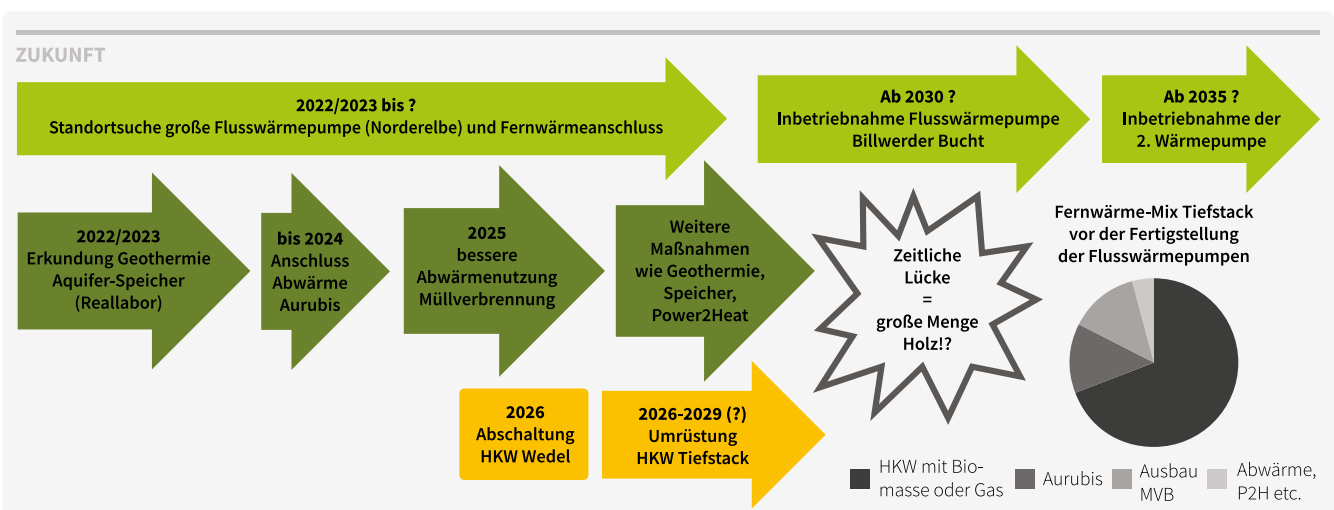 ZUKUNFT
2022/2023 bis ?
Standortsuche große Flusswärmepumpe (Norderelbe) und Fernwärmeanschluss
Ab 2030 ?
Inbetriebnahme Flusswärmepumpe
Billwerder Bucht
Ab 2035 ?
Inbetriebnahme der
2. Wärmepumpe
2022/2023
Erkundung Geothermie
Aquifer-Speicher
(Reallabor)
bis 2024
Anschluss
Abwärme
Aurubis
2025
bessere
Abwärmenutzung
Müllverbrennung
Weitere
Maßnahmen
wie Geothermie,
Speicher,
Power2Heat
Zeitliche
Lücke
=
große Menge
Holz!?
Fernwärme-Mix Tiefstack
vor der Fertigstellung
der Flusswärmepumpen
2026
Abschaltung
HKW Wedel
2026-2029 (?)
Umrüstung
HKW Tiefstack
HKW mit Bio-
masse oder Gas
Aurubis
Ausbau
MVB
Abwärme,
P2H etc.